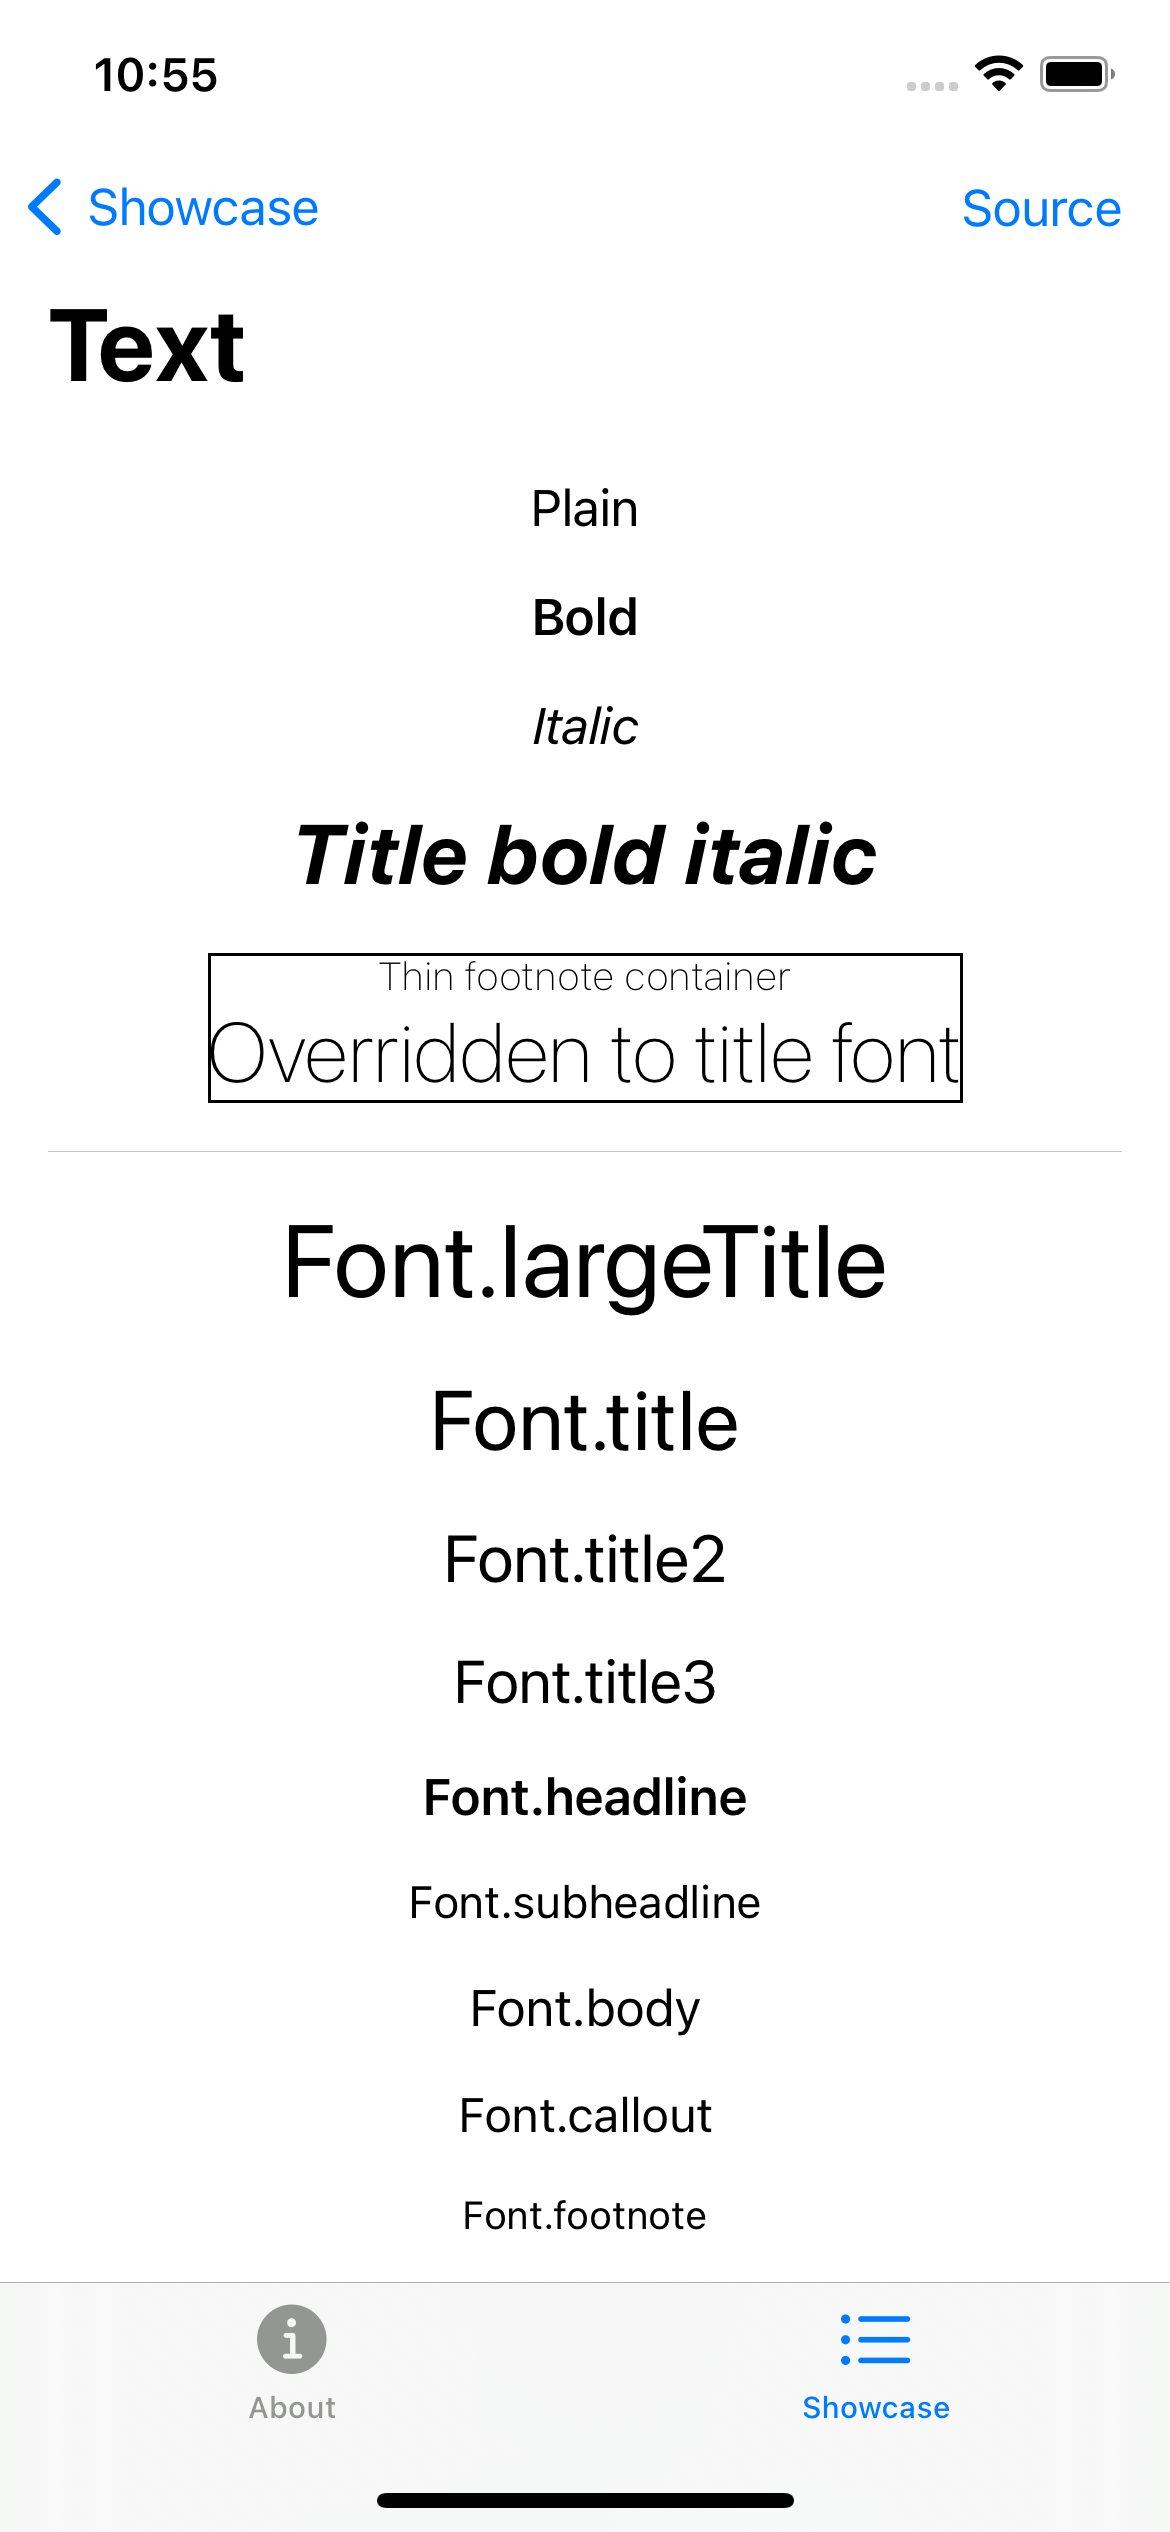 10:55
Showcase
Source
Text
Plain
Bold
Italic
Title bold italic
Thin footnote container
Overridden to title font
Font.largeTitle
Font.title
Font.title2
Font.title3
Font.headline
Font.subheadline
Font.body
Font.callout
Font.footnote
About
Showcase